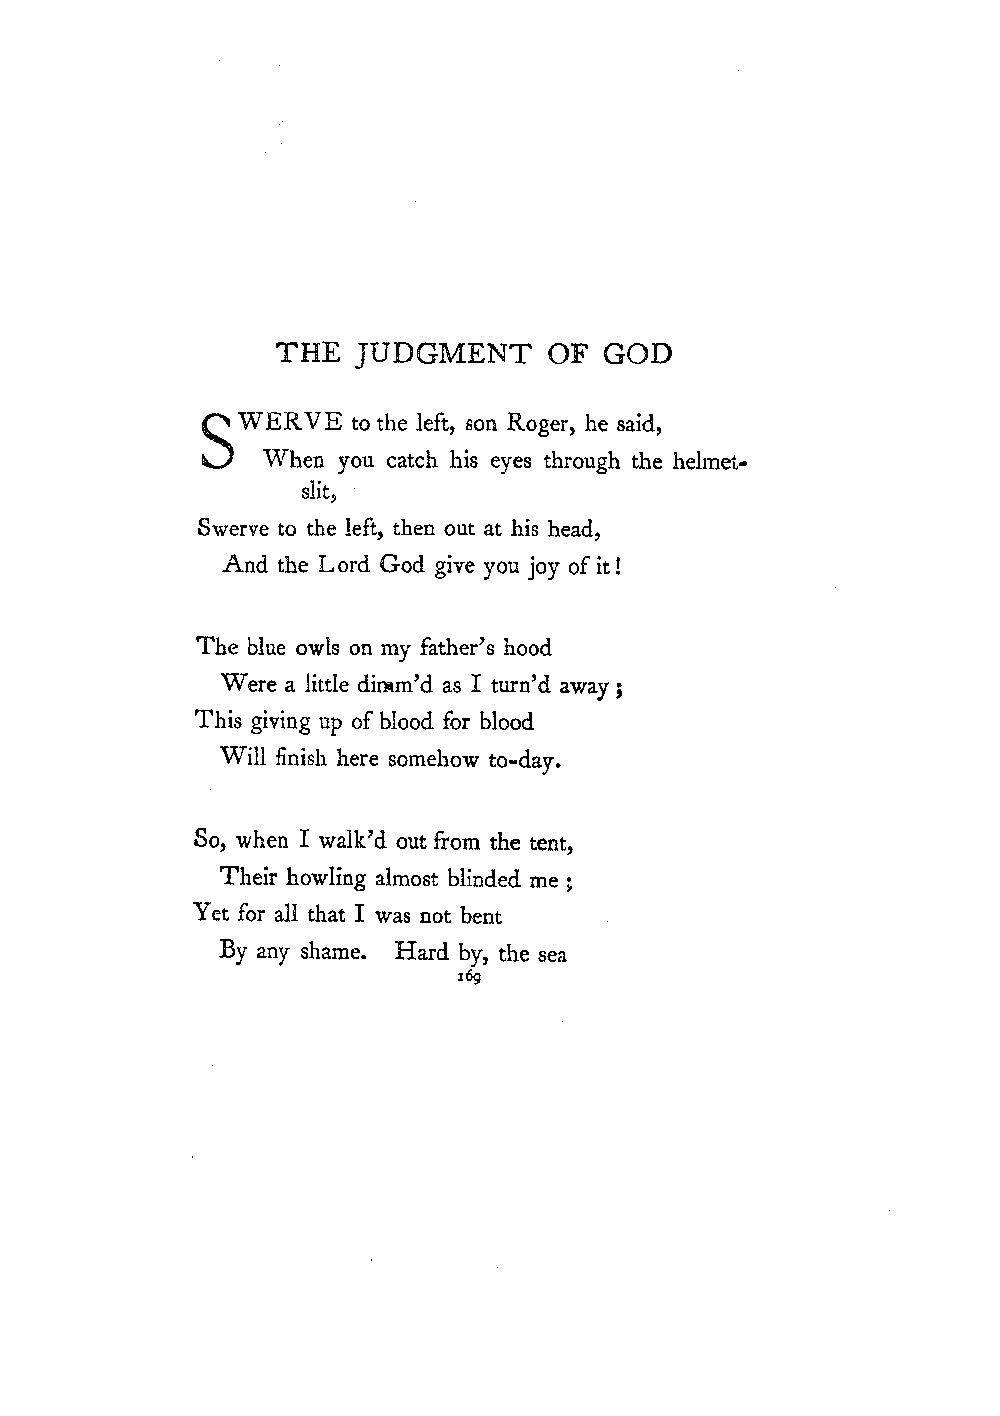 THE JUDGMENT OF GOD
SWERVE to the left, son Roger, he said,
When you catch his eyes through the helmet-
slit,
Swerve to the left, then out at his head,
And the Lord God give you joy of it!
The blue owls on my father's hood
Were a little dimm'd as I turn'd away;
This giving up of blood for blood
Will finish here somehow to-day.
So, when I walk'd out from the tent,
Their howling almost blinded me;
Yet for all that I was not bent
By any shame. Hard by, the sea
169